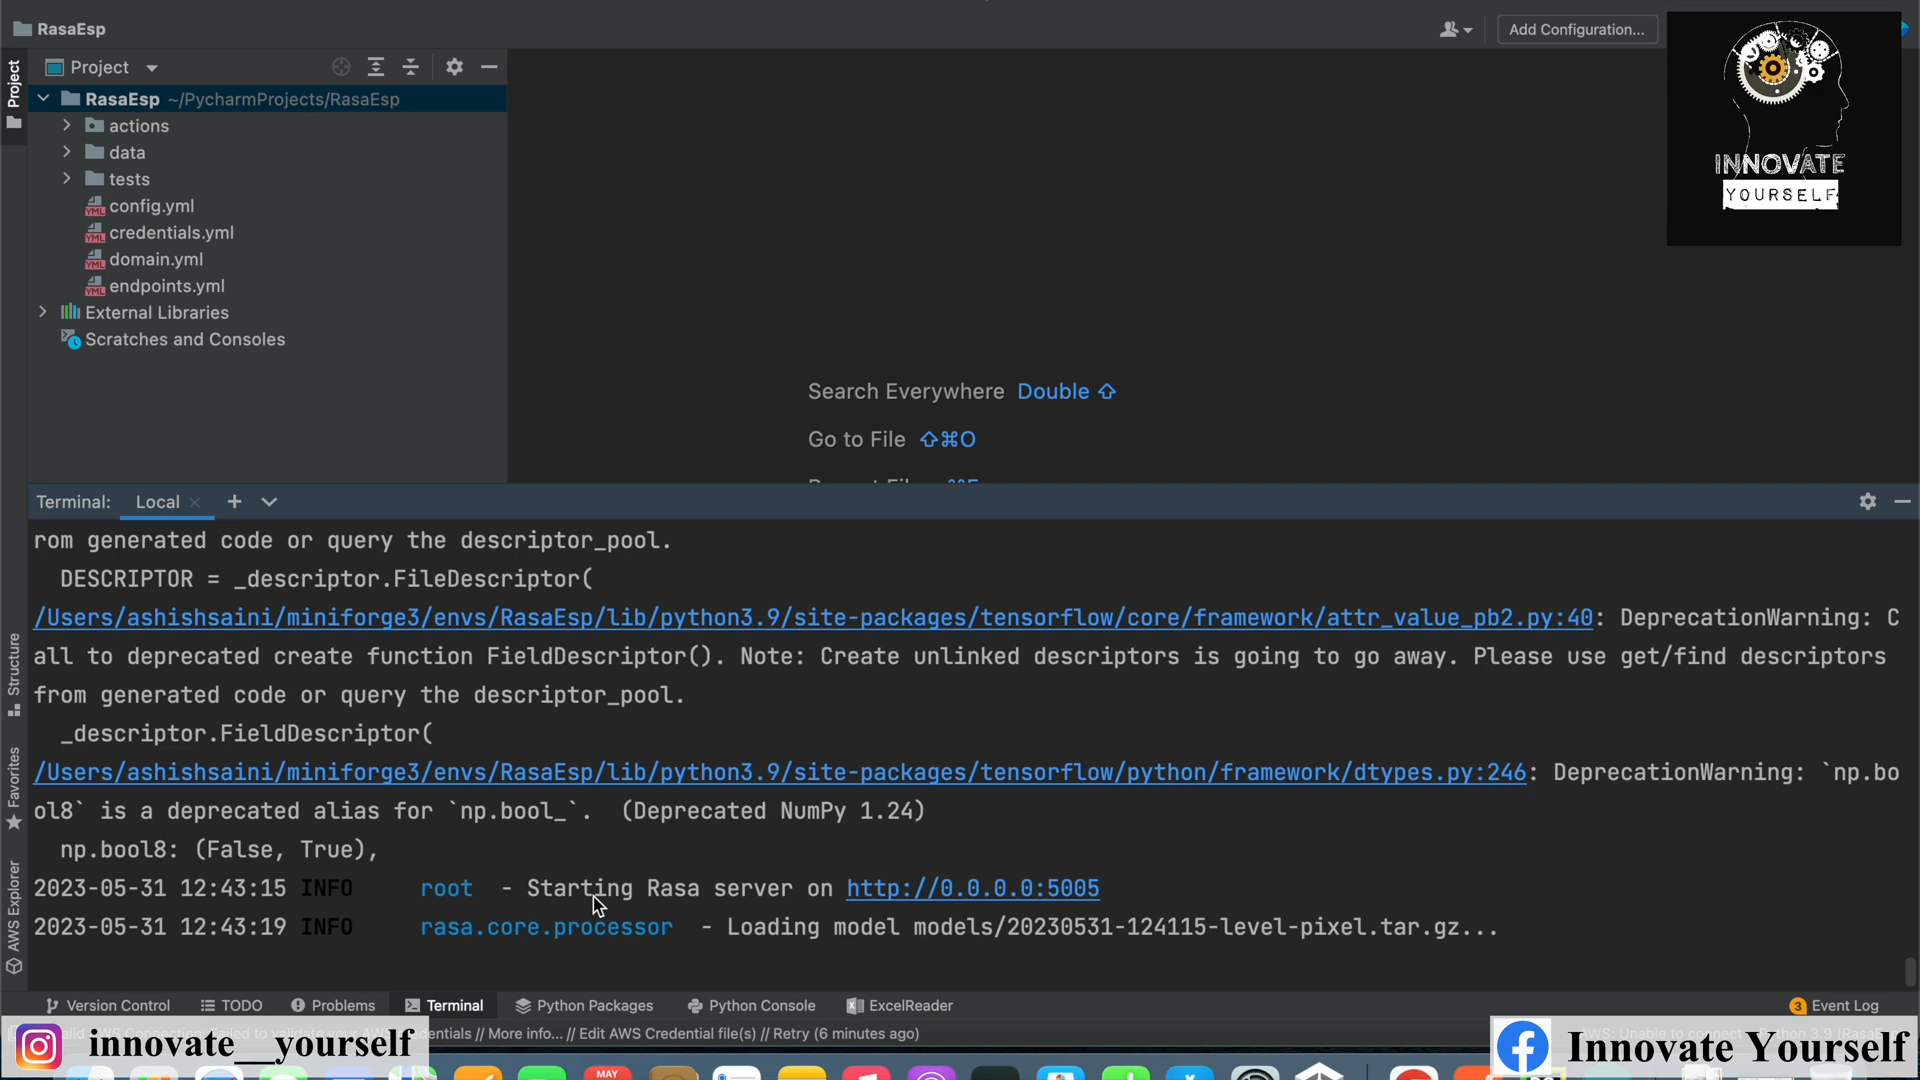 RasaEsp
Add Configuration...
INNOVATE
YOURSELF
Project
Project
RasaEsp ~/PycharmProjects/RasaEsp
actions
data
tests
config.yml
credentials.yml
domain.yml
endpoints.yml
External Libraries
Scratches and Consoles
Search Everywhere Double ⇧
Go to File ⇧⌘O
Terminal: Local
rom generated code or query the descriptor_pool.
DESCRIPTOR = _descriptor.FileDescriptor(
/Users/ashishsaini/miniforge3/envs/RasaEsp/lib/python3.9/site-packages/tensorflow/core/framework/attr_value_pb2.py:40: DeprecationWarning: C
all to deprecated create function FieldDescriptor(). Note: Create unlinked descriptors is going to go away. Please use get/find descriptors
from generated code or query the descriptor_pool.
_descriptor.FieldDescriptor(
/Users/ashishsaini/miniforge3/envs/RasaEsp/lib/python3.9/site-packages/tensorflow/python/framework/dtypes.py:246: DeprecationWarning: `np.bo
ol8` is a deprecated alias for `np.bool_`. (Deprecated NumPy 1.24)
np.bool8: (False, True),
2023-05-31 12:43:15 INFO root - Starting Rasa server on http://0.0.0.0:5005
2023-05-31 12:43:19 INFO rasa.core.processor - Loading model models/20230531-124115-level-pixel.tar.gz...
Structure
Favorites
AWS Explorer
Version Control TODO Problems Terminal Python Packages Python Console ExcelReader 3 Event Log
// More info... // Edit AWS Credential file(s) // Retry (6 minutes ago)
innovate__yourself
Innovate Yourself
MAY